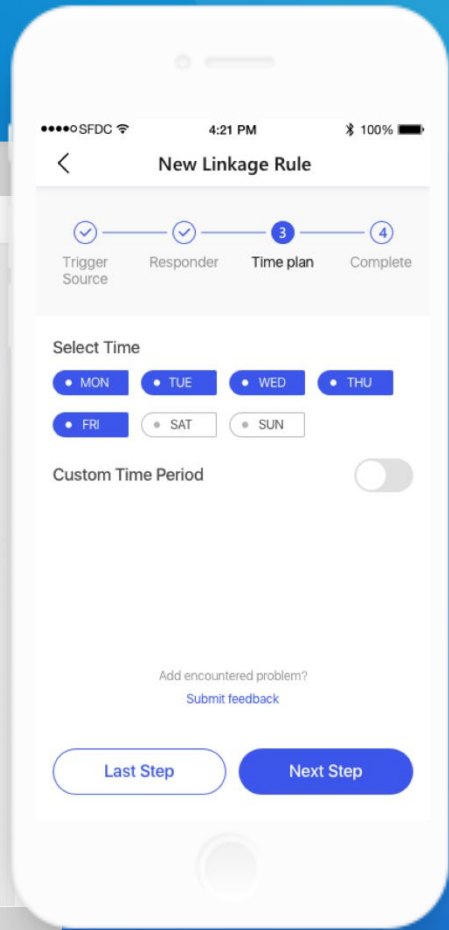 SFDC 4:21 PM 100%
New Linkage Rule
3 4
Trigger Source Responder Time plan Complete
Select Time
MON TUE WED THU
FRI SAT SUN
Custom Time Period
Add encountered problem?
Submit feedback
Last Step Next Step